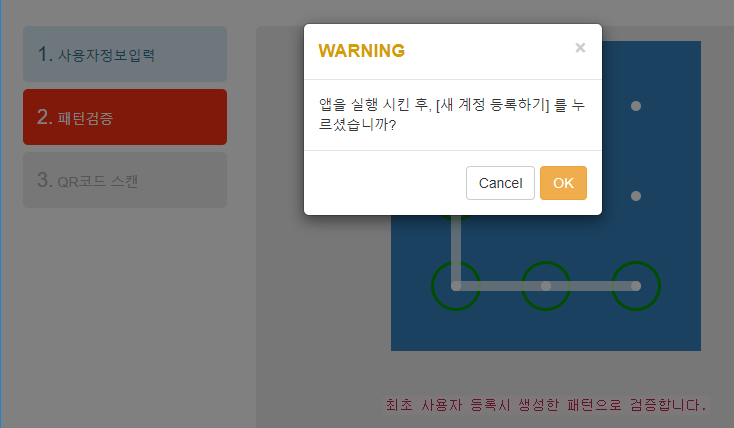 1. 사용자정보입력
2. 패턴검증
3. QR코드 스캔
WARNING
×
앱을 실행 시킨 후, [새 계정 등록하기] 를 누
르셨습니까?
Cancel OK
최초 사용자 등록시 생성한 패턴으로 검증합니다.